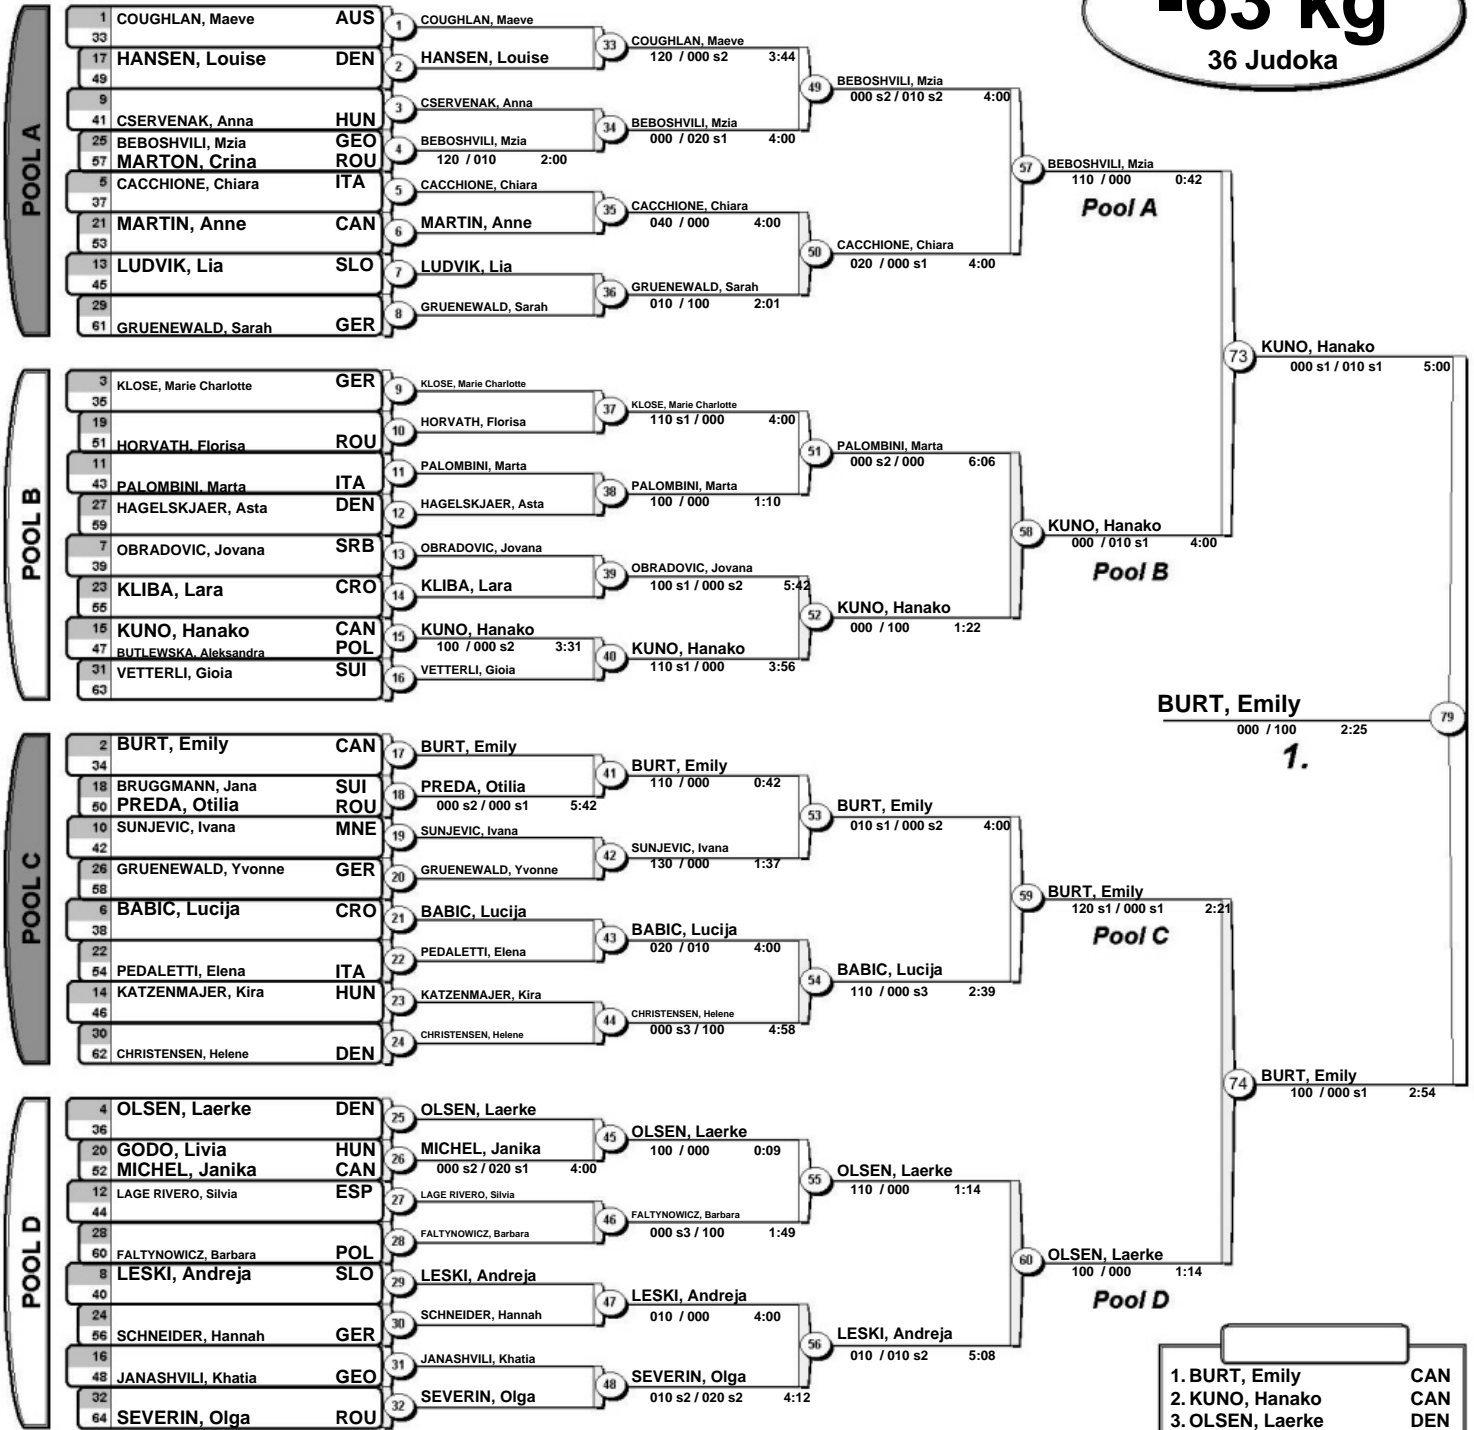 -63 kg
36 Judoka
POOL A
1 COUGHLAN, Maeve AUS
33
17 HANSEN, Louise DEN
49
9
41 CSERVENAK, Anna HUN
25 BEBOSHVILI, Mzia GEO
57 MARTON, Crina ROU
5 CACCHIONE, Chiara ITA
37
21 MARTIN, Anne CAN
53
13 LUDVIK, Lia SLO
45
29
61 GRUENEWALD, Sarah GER
1 COUGHLAN, Maeve
2 HANSEN, Louise
3 CSERVENAK, Anna
4 BEBOSHVILI, Mzia
120 / 010 2:00
5 CACCHIONE, Chiara
6 MARTIN, Anne
7 LUDVIK, Lia
8 GRUENEWALD, Sarah
33 COUGHLAN, Maeve
120 / 000 s2 3:44
34 BEBOSHVILI, Mzia
000 / 020 s1 4:00
35 CACCHIONE, Chiara
040 / 000 4:00
36 GRUENEWALD, Sarah
010 / 100 2:01
49 BEBOSHVILI, Mzia
000 s2 / 010 s2 4:00
50 CACCHIONE, Chiara
020 / 000 s1 4:00
57 BEBOSHVILI, Mzia
110 / 000 0:42
Pool A
POOL B
3 KLOSE, Marie Charlotte GER
35
19
51 HORVATH, Florisa ROU
11
43 PALOMBINI, Marta ITA
27 HAGELSKJAER, Asta DEN
59
7 OBRADOVIC, Jovana SRB
39
23 KLIBA, Lara CRO
55
15 KUNO, Hanako CAN
47 BUTLEWSKA, Aleksandra POL
31 VETTERLI, Gioia SUI
63
9 KLOSE, Marie Charlotte
10 HORVATH, Florisa
11 PALOMBINI, Marta
12 HAGELSKJAER, Asta
13 OBRADOVIC, Jovana
14 KLIBA, Lara
15 KUNO, Hanako
100 / 000 s2 3:31
16 VETTERLI, Gioia
37 KLOSE, Marie Charlotte
110 s1 / 000 4:00
38 PALOMBINI, Marta
100 / 000 1:10
39 OBRADOVIC, Jovana
100 s1 / 000 s2 5:42
40 KUNO, Hanako
110 s1 / 000 3:56
51 PALOMBINI, Marta
000 s2 / 000 6:06
52 KUNO, Hanako
000 / 100 1:22
58 KUNO, Hanako
000 / 010 s1 4:00
Pool B
73 KUNO, Hanako
000 s1 / 010 s1 5:00
BURT, Emily 79
000 / 100 2:25
1.
POOL C
2 BURT, Emily CAN
34
18 BRUGGMANN, Jana SUI
50 PREDA, Otilia ROU
10 SUNJEVIC, Ivana MNE
42
26 GRUENEWALD, Yvonne GER
58
6 BABIC, Lucija CRO
38
22
54 PEDALETTI, Elena ITA
14 KATZENMAJER, Kira HUN
46
30
62 CHRISTENSEN, Helene DEN
17 BURT, Emily
18 PREDA, Otilia
000 s2 / 000 s1 5:42
19 SUNJEVIC, Ivana
20 GRUENEWALD, Yvonne
21 BABIC, Lucija
22 PEDALETTI, Elena
23 KATZENMAJER, Kira
24 CHRISTENSEN, Helene
41 BURT, Emily
110 / 000 0:42
42 SUNJEVIC, Ivana
130 / 000 1:37
43 BABIC, Lucija
020 / 010 4:00
44 CHRISTENSEN, Helene
000 s3 / 100 4:58
53 BURT, Emily
010 s1 / 000 s2 4:00
54 BABIC, Lucija
110 / 000 s3 2:39
59 BURT, Emily
120 s1 / 000 s1 2:21
Pool C
POOL D
4 OLSEN, Laerke DEN
36
20 GODO, Livia HUN
52 MICHEL, Janika CAN
12 LAGE RIVERO, Silvia ESP
44
28
60 FALTYNOWICZ, Barbara POL
8 LESKI, Andreja SLO
40
24
56 SCHNEIDER, Hannah GER
16
48 JANASHVILI, Khatia GEO
32
64 SEVERIN, Olga ROU
25 OLSEN, Laerke
26 MICHEL, Janika
000 s2 / 020 s1 4:00
27 LAGE RIVERO, Silvia
28 FALTYNOWICZ, Barbara
29 LESKI, Andreja
30 SCHNEIDER, Hannah
31 JANASHVILI, Khatia
32 SEVERIN, Olga
45 OLSEN, Laerke
100 / 000 0:09
46 FALTYNOWICZ, Barbara
000 s3 / 100 1:49
47 LESKI, Andreja
010 / 000 4:00
48 SEVERIN, Olga
010 s2 / 020 s2 4:12
55 OLSEN, Laerke
110 / 000 1:14
56 LESKI, Andreja
010 / 010 s2 5:08
60 OLSEN, Laerke
100 / 000 1:14
Pool D
74 BURT, Emily
100 / 000 s1 2:54
1. BURT, Emily CAN
2. KUNO, Hanako CAN
3. OLSEN, Laerke DEN